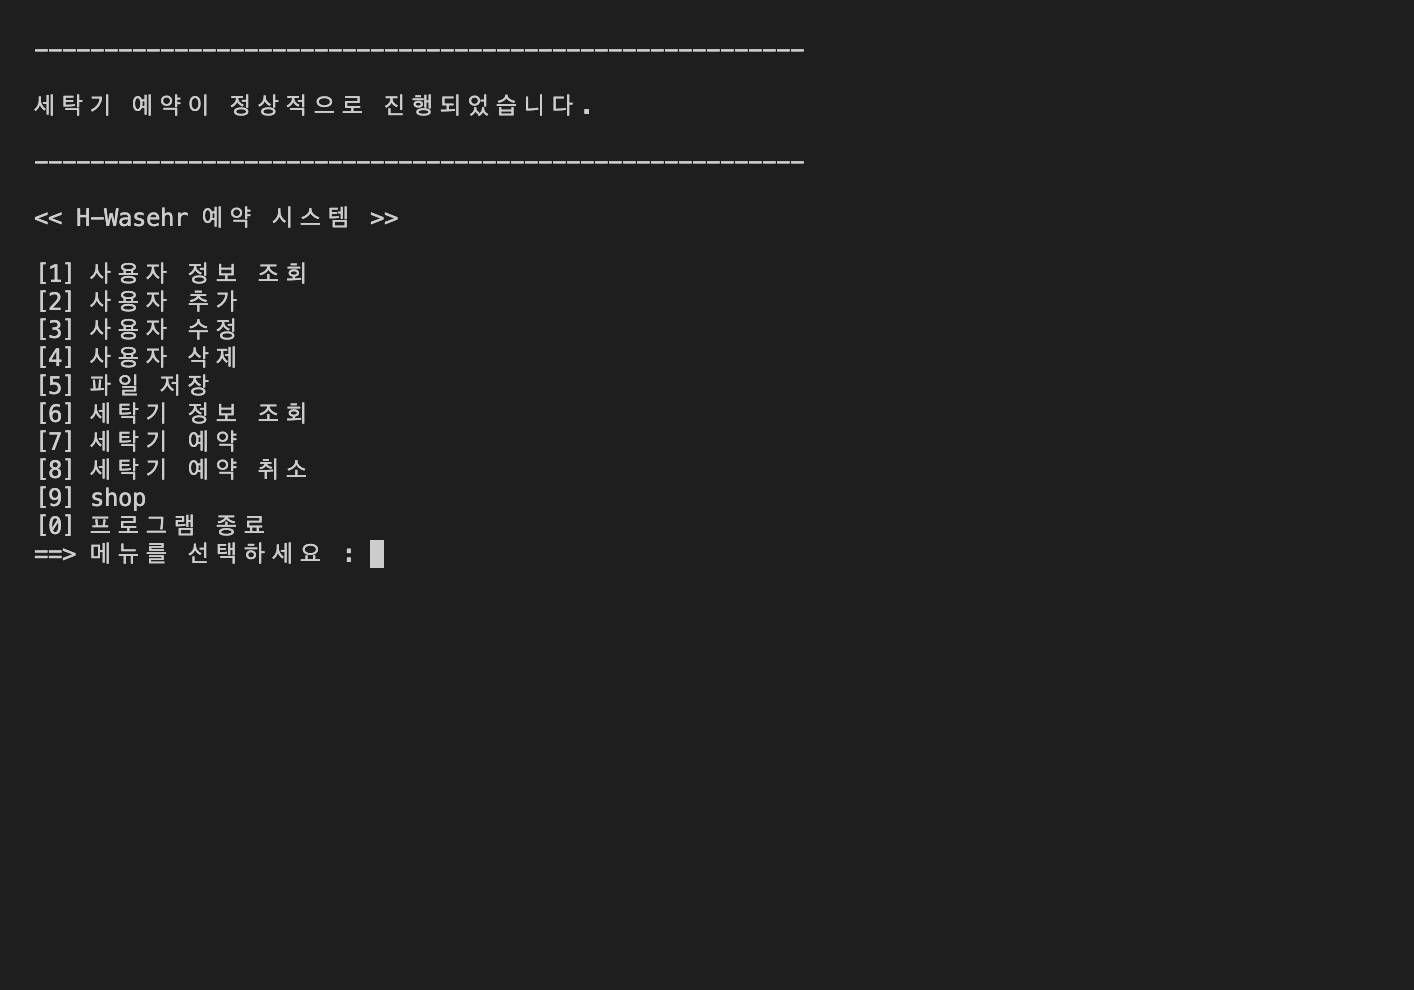 -------------------------------------------------------
세탁기 예약이 정상적으로 진행되었습니다.
-------------------------------------------------------
<< H-Wasehr 예약 시스템 >>
[1] 사용자 정보 조회
[2] 사용자 추가
[3] 사용자 수정
[4] 사용자 삭제
[5] 파일 저장
[6] 세탁기 정보 조회
[7] 세탁기 예약
[8] 세탁기 예약 취소
[9] shop
[0] 프로그램 종료
==> 메뉴를 선택하세요 :